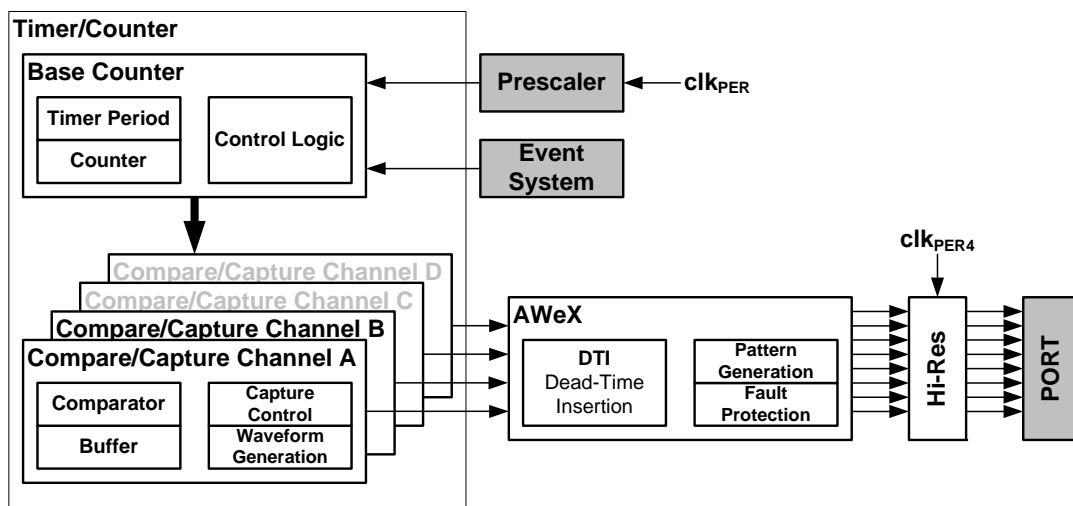 Timer/Counter
Base Counter
Timer Period
Counter
Control Logic
Prescaler
clkPER
Event
System
Compare/Capture Channel D
Compare/Capture Channel C
Compare/Capture Channel B
Compare/Capture Channel A
Comparator
Buffer
Capture
Control
Waveform
Generation
AWeX
DTI
Dead-Time
Insertion
Pattern
Generation
Fault
Protection
clkPER4
Hi-Res
PORT